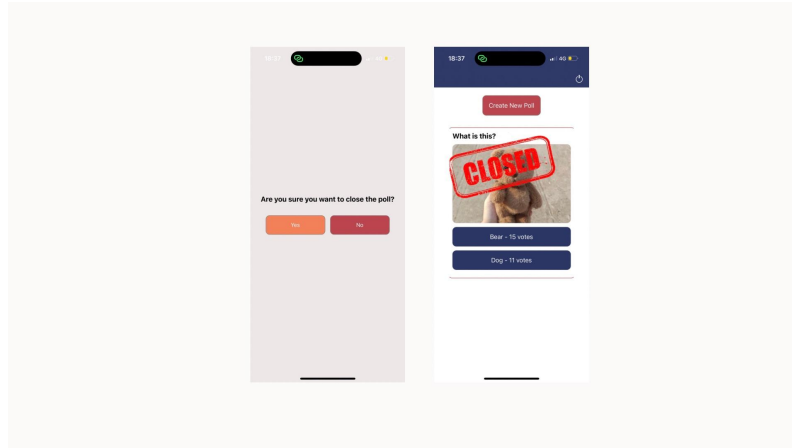 18:37
Are you sure you want to close the poll?
Yes
No
18:37
4G
Create New Poll
What is this?
CLOSED
Bear - 15 votes
Dog - 11 votes